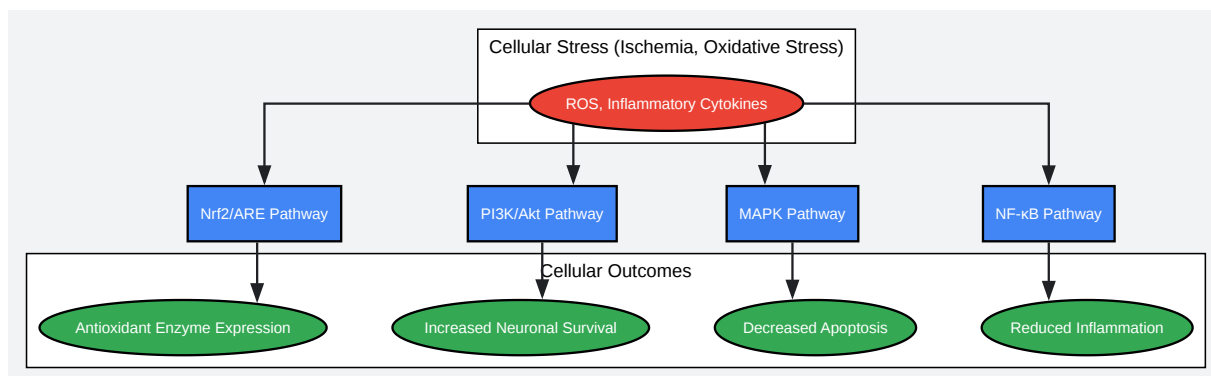 Cellular Stress (Ischemia, Oxidative Stress)
ROS, Inflammatory Cytokines
Nrf2/ARE Pathway
PI3K/Akt Pathway
MAPK Pathway
NF-κB Pathway
Cellular Outcomes
Antioxidant Enzyme Expression
Increased Neuronal Survival
Decreased Apoptosis
Reduced Inflammation